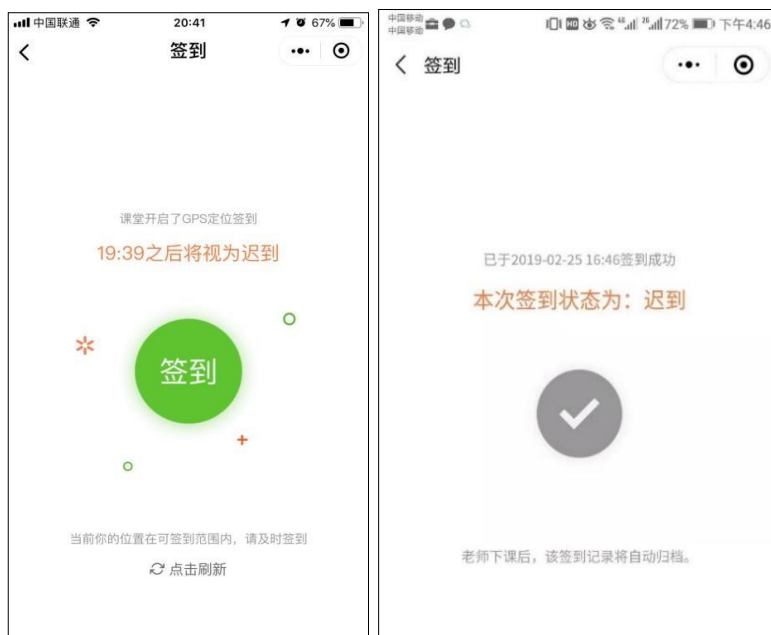 中国联通
20:41
67%
签到
课堂开启了GPS定位签到
19:39之后将视为迟到
签到
当前你的位置在可签到范围内，请及时签到
点击刷新
中国移动
中国移动
HD
46
26
72%
下午4:46
签到
已于2019-02-25 16:46签到成功
本次签到状态为：迟到
老师下课后，该签到记录将自动归档。